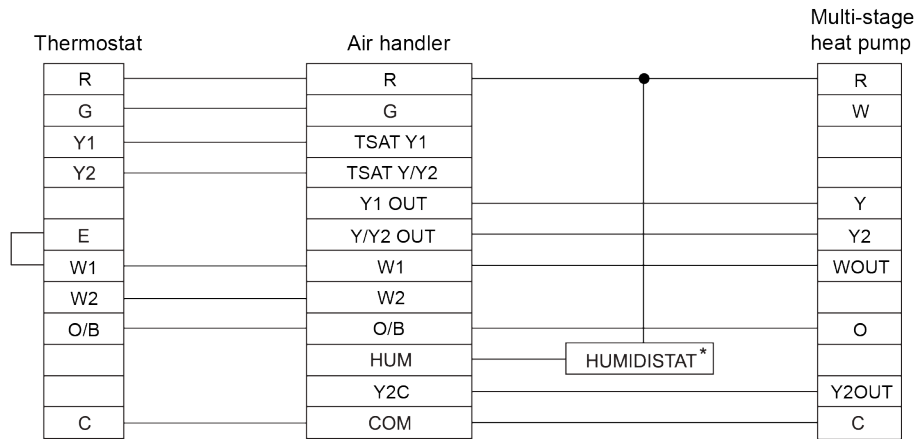 Multi-stage
Thermostat Air handler heat pump
R R R
G G W
Y1 TSAT Y1
Y2 TSAT Y/Y2
Y1 OUT Y
E Y/Y2 OUT Y2
W1 W1 WOUT
W2 W2
O/B O/B O
HUM HUMIDISTAT*
Y2C Y2OUT
C COM C